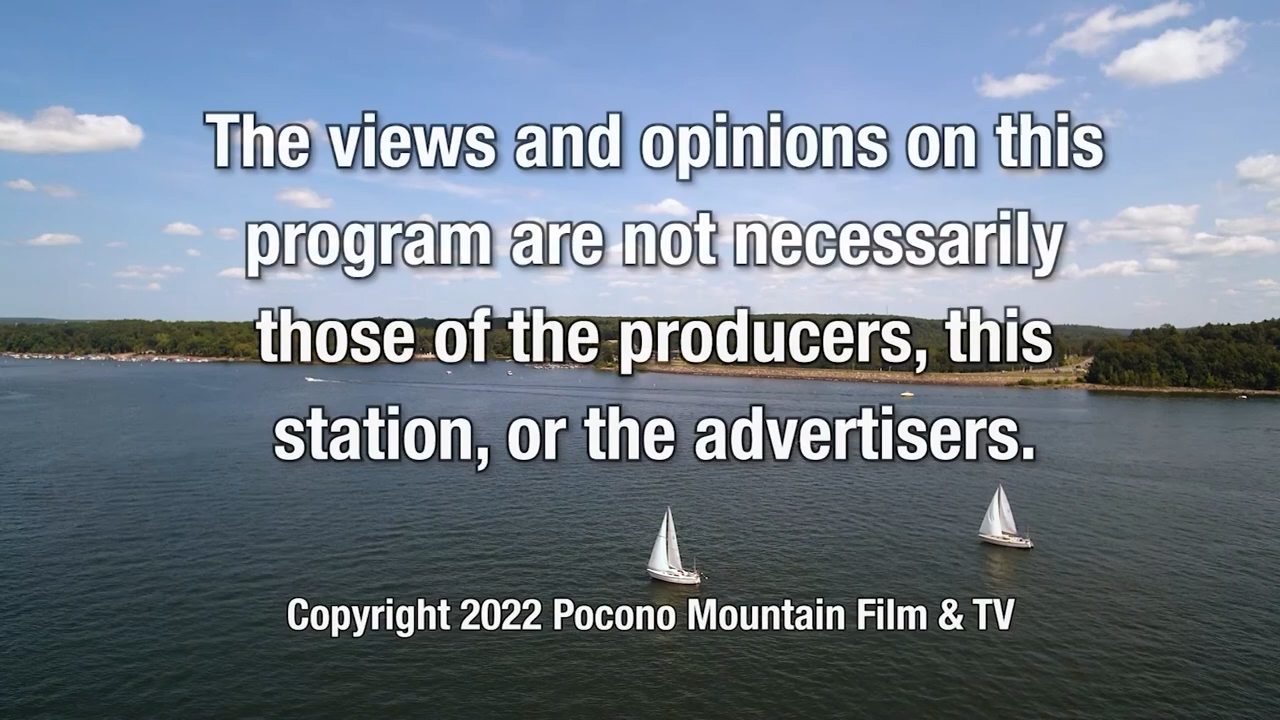 The views and opinions on this
program are not necessarily
those of the producers, this
station, or the advertisers.
Copyright 2022 Pocono Mountain Film & TV